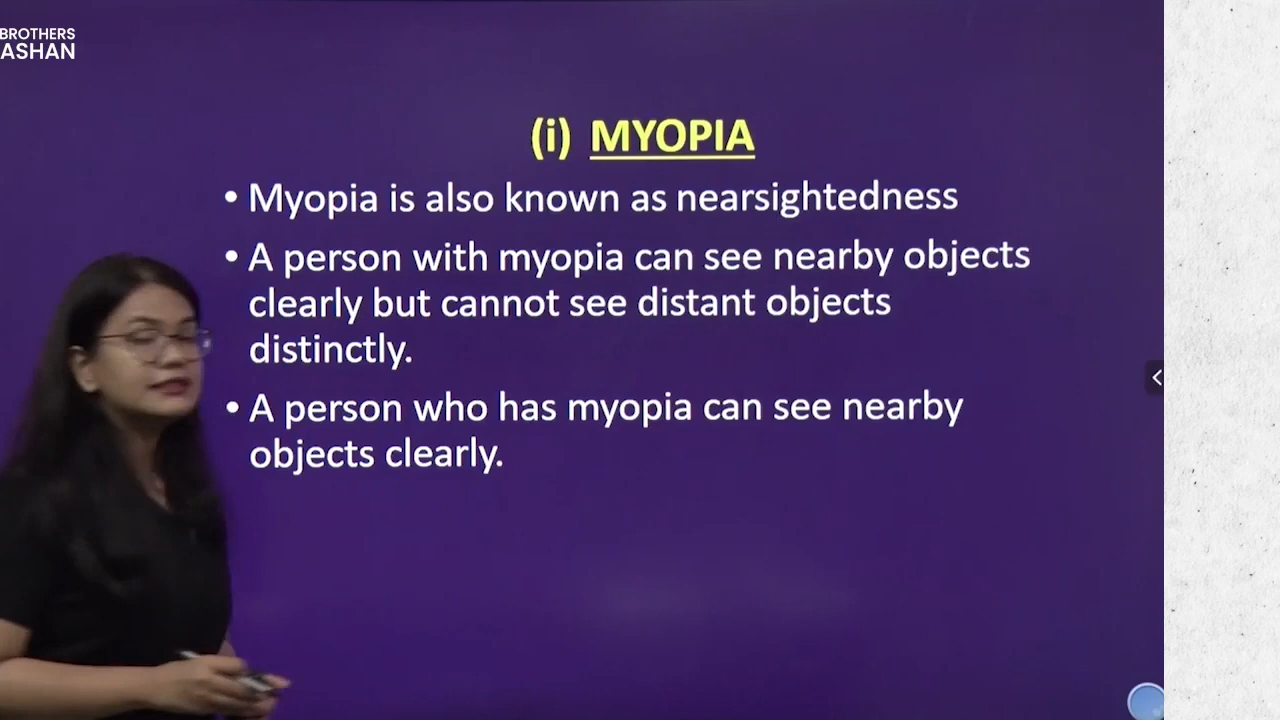 BROTHERS
ASHAN
(i) MYOPIA
• Myopia is also known as nearsightedness
• A person with myopia can see nearby objects
clearly but cannot see distant objects
distinctly.
• A person who has myopia can see nearby
objects clearly.